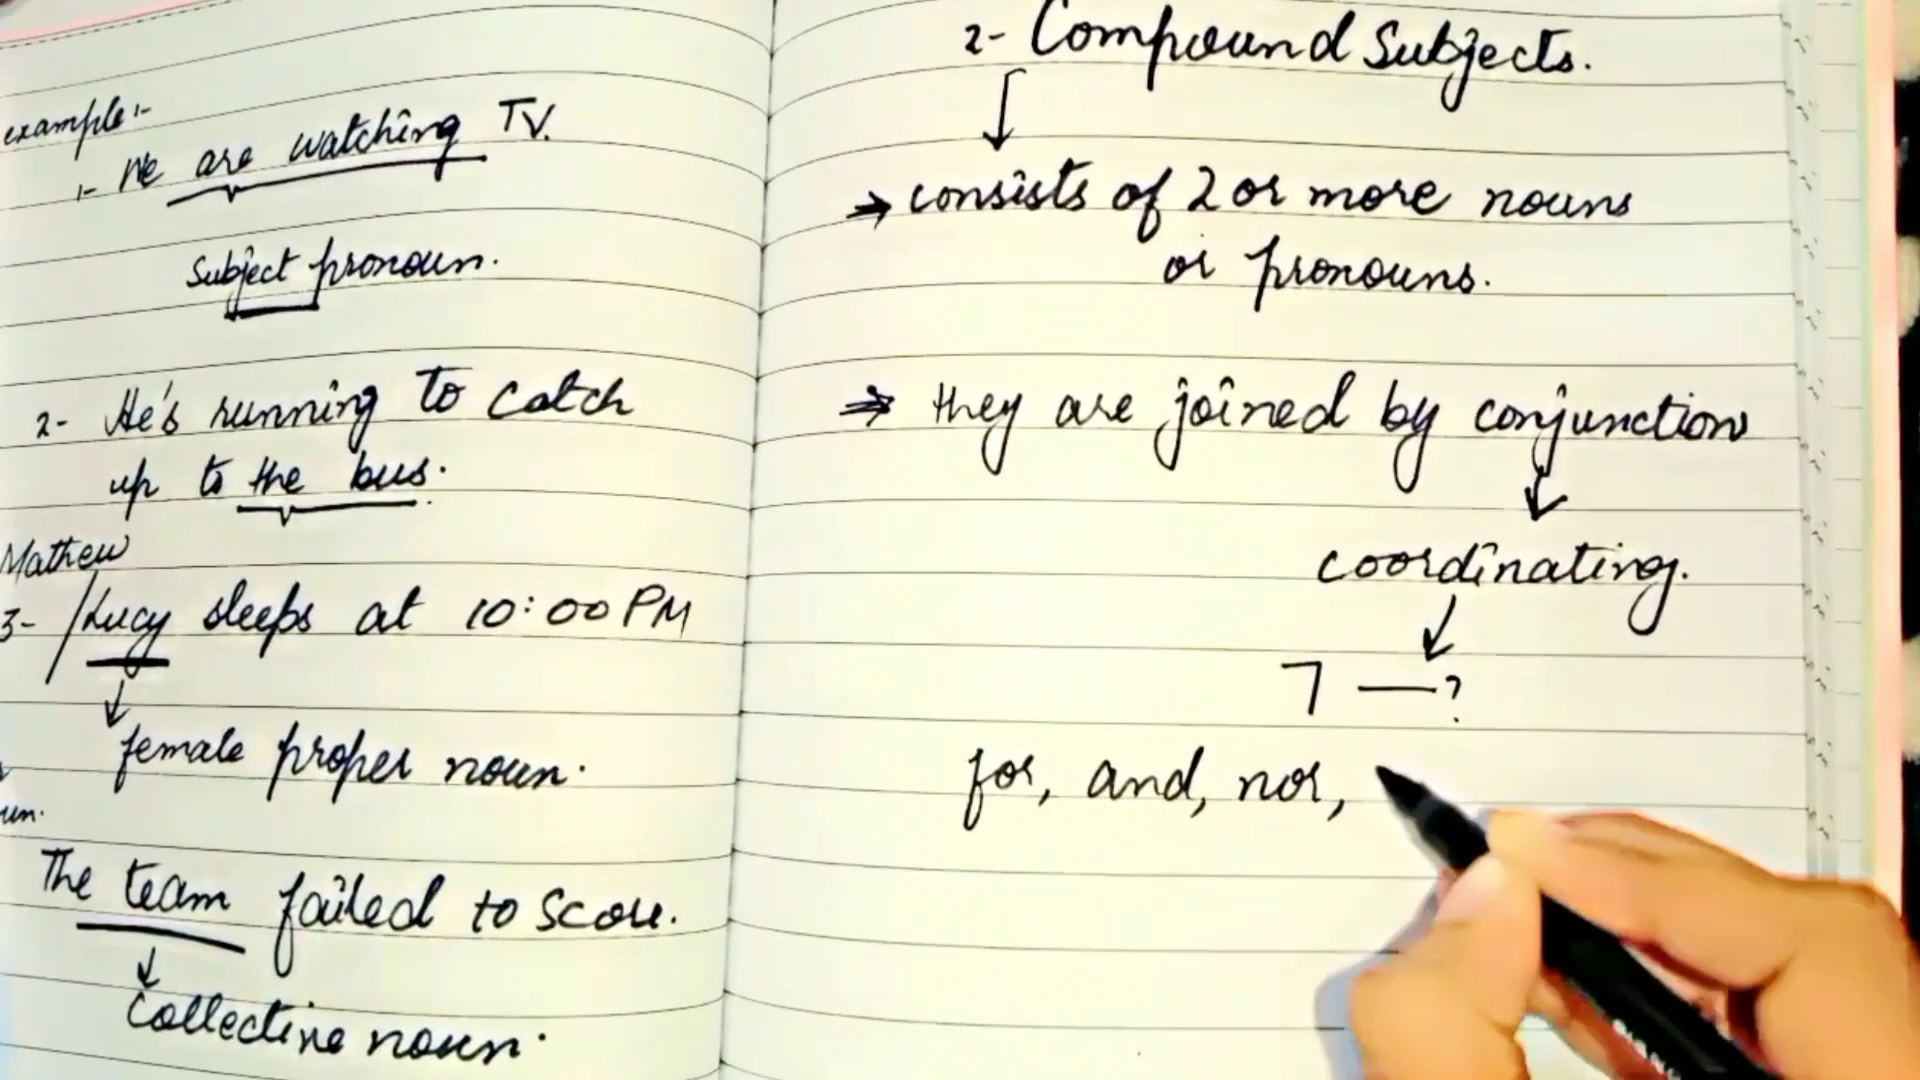 example:-
1- We are watching TV.
Subject pronoun.
2- He's running to catch
up to the bus.
Mathew
3- /Lucy sleeps at 10:00 PM
female proper noun.
The team failed to score.
Collective noun.
2- Compound Subjects.
consists of 2 or more nouns
or pronouns.
they are joined by conjunction
coordinating.
7 —?
for, and, nor,